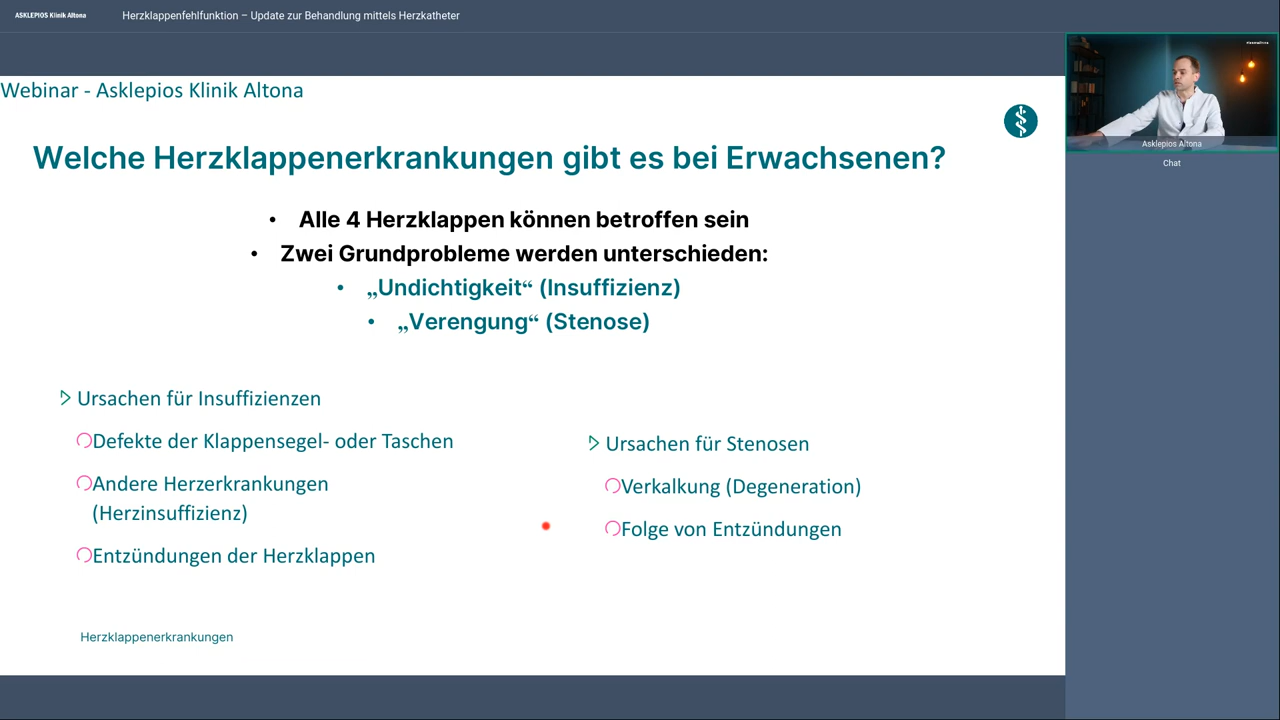 ASKLEPIOS Klinik Altona
Herzklappenfehlfunktion – Update zur Behandlung mittels Herzkatheter
Webinar - Asklepios Klinik Altona
Welche Herzklappenerkrankungen gibt es bei Erwachsenen?
• Alle 4 Herzklappen können betroffen sein
• Zwei Grundprobleme werden unterschieden:
• „Undichtigkeit“ (Insuffizienz)
• „Verengung“ (Stenose)
Ursachen für Insuffizienzen
Defekte der Klappensegel- oder Taschen
Andere Herzerkrankungen
(Herzinsuffizienz)
Entzündungen der Herzklappen
Ursachen für Stenosen
Verkalkung (Degeneration)
Folge von Entzündungen
Herzklappenerkrankungen
Asklepios Altona
Chat